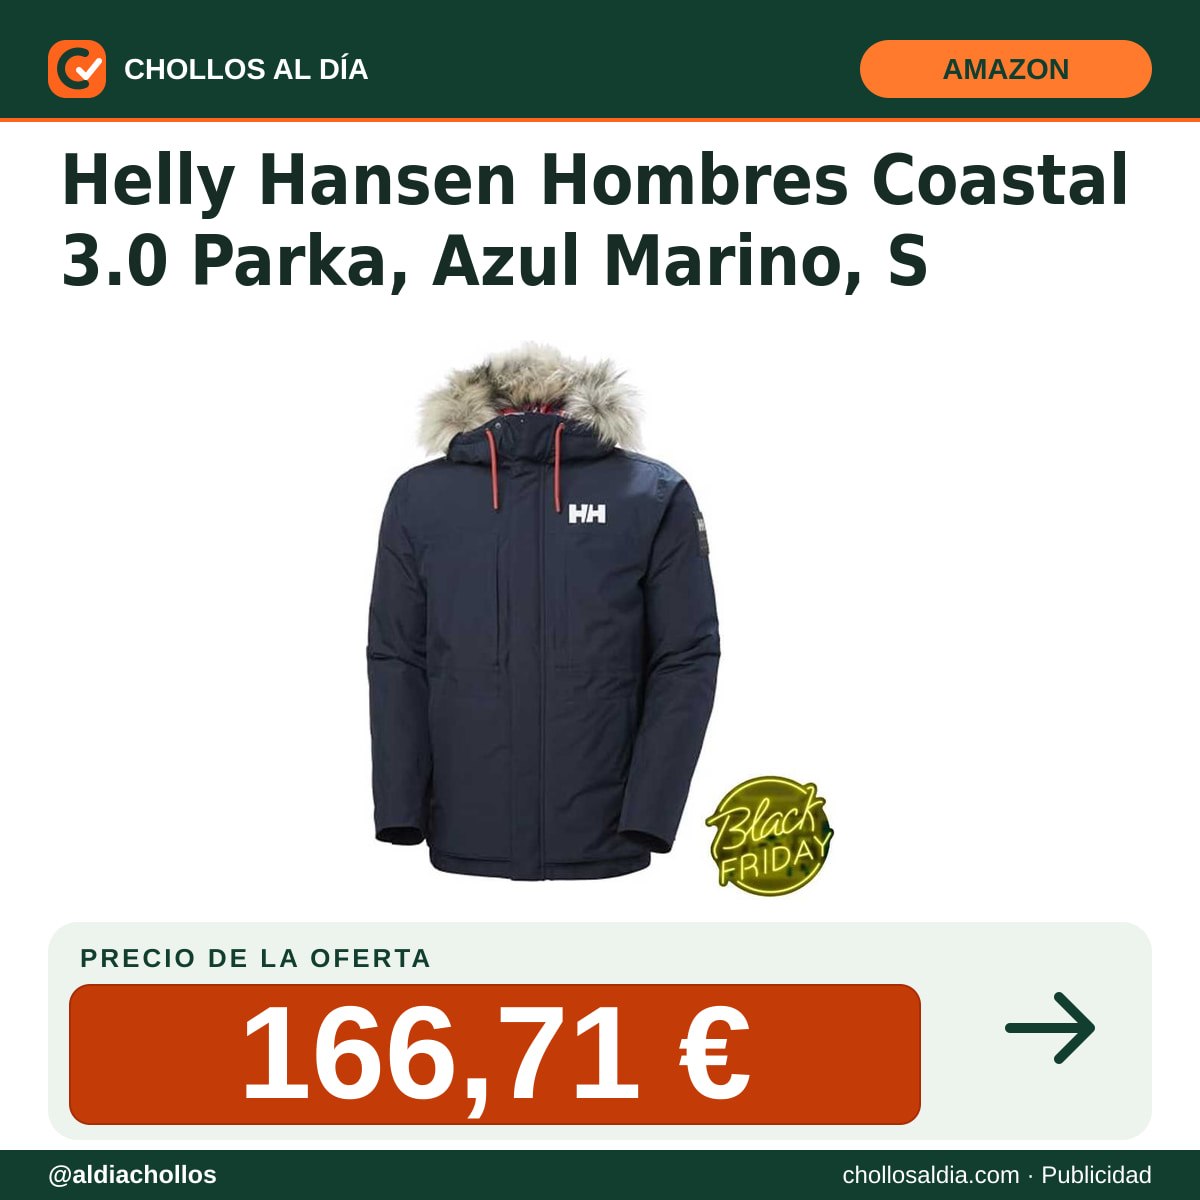 CHOLLOS AL DÍA
AMAZON
Helly Hansen Hombres Coastal
3.0 Parka, Azul Marino, S
HH
Black
FRIDAY
PRECIO DE LA OFERTA
166,71 €
@aldiachollos
chollosaldia.com · Publicidad